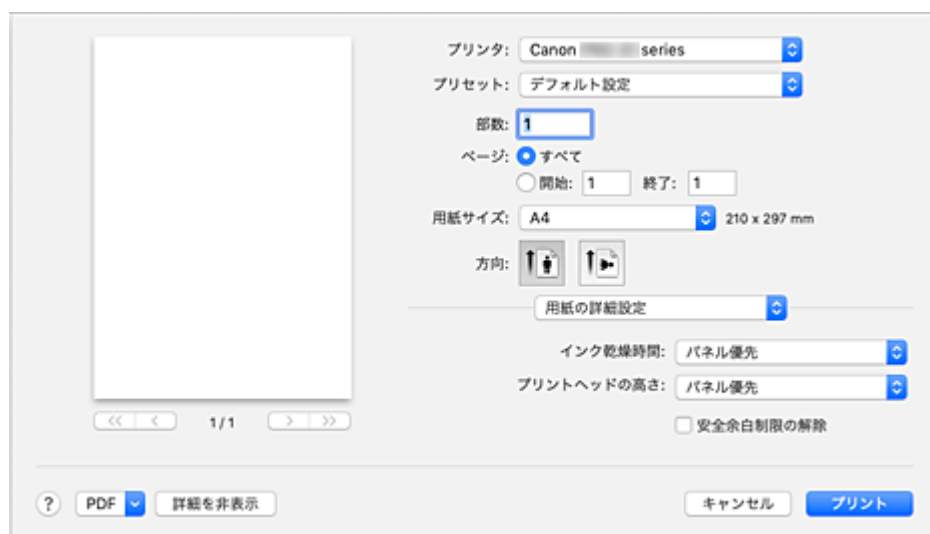 プリンタ: Canon series
プリセット: デフォルト設定
部数: 1
ページ: すべて
開始: 1 終了: 1
用紙サイズ: A4 210 x 297 mm
方向:
用紙の詳細設定
インク乾燥時間: パネル優先
プリントヘッドの高さ: パネル優先
<< < 1/1 > >>
安全余白制限の解除
? PDF 詳細を非表示 キャンセル プリント